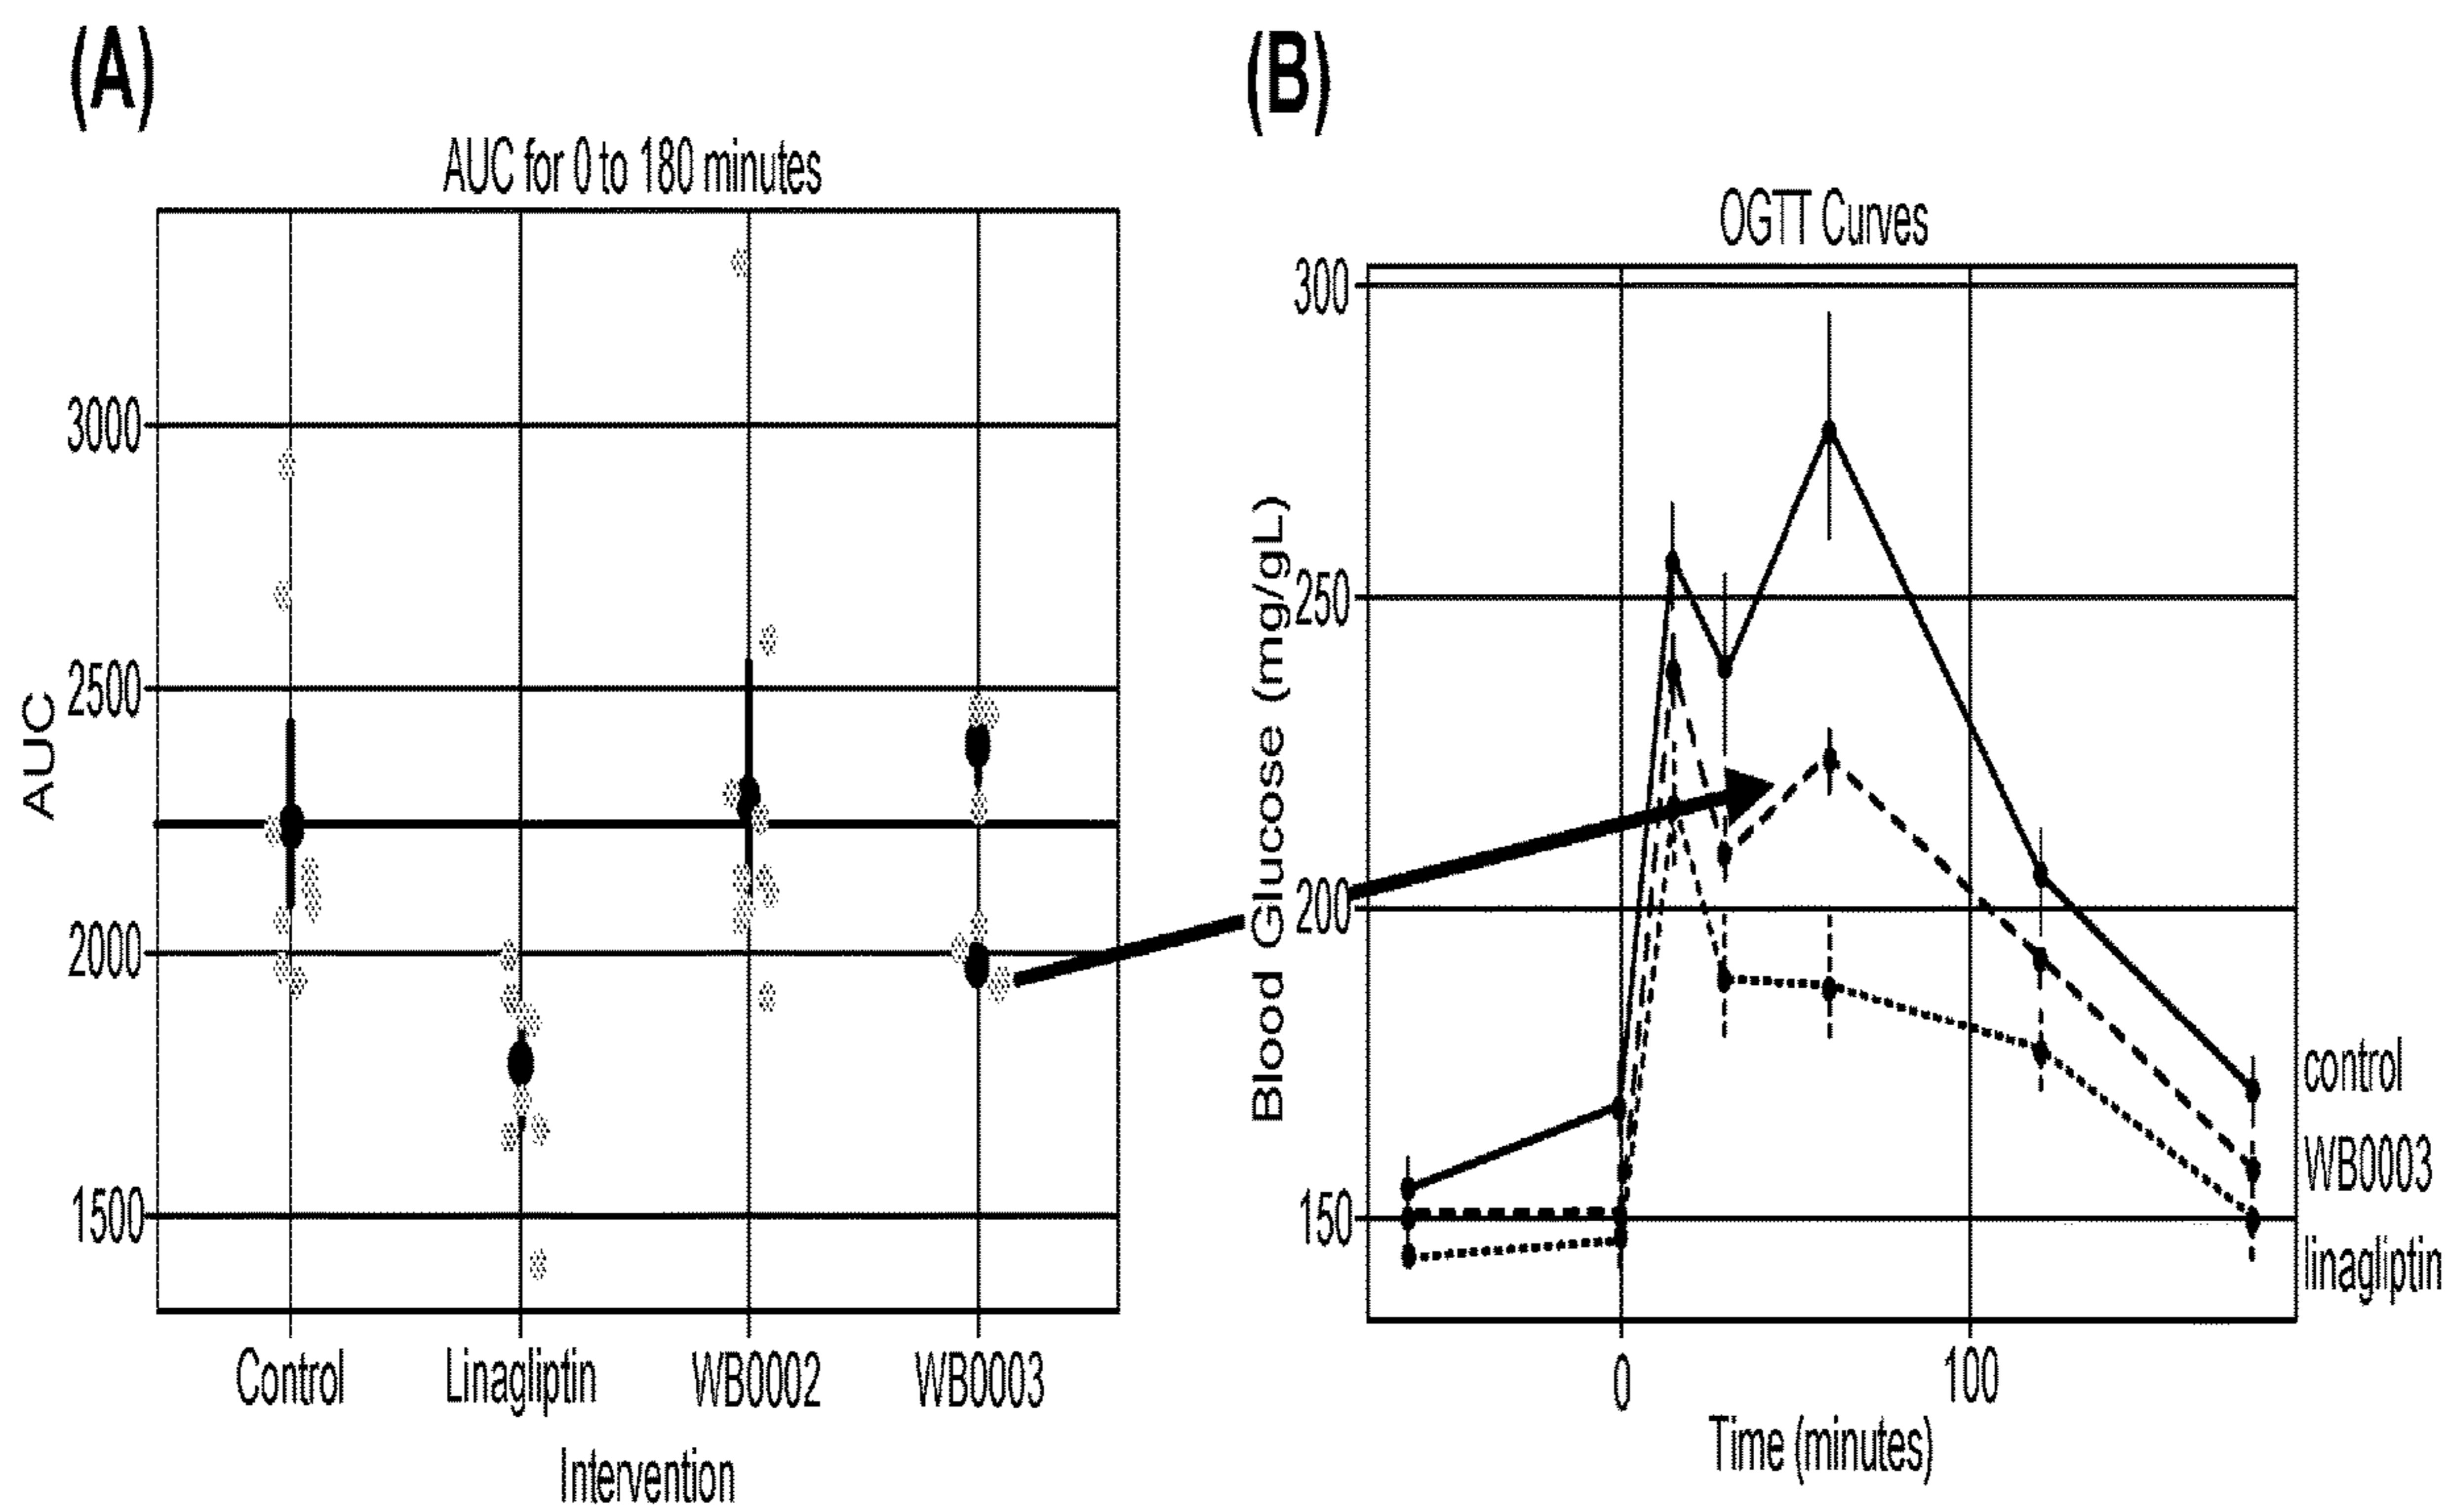 (A)
AUC for 0 to 180 minutes
AUC
3000
2500
2000
1500
Control Linagliptin WB0002 WB0003
Intervention
(B)
OGTT Curves
Blood Glucose (mg/gL)
300
250
200
150
control
WB0003
linagliptin
0 100
Time (minutes)